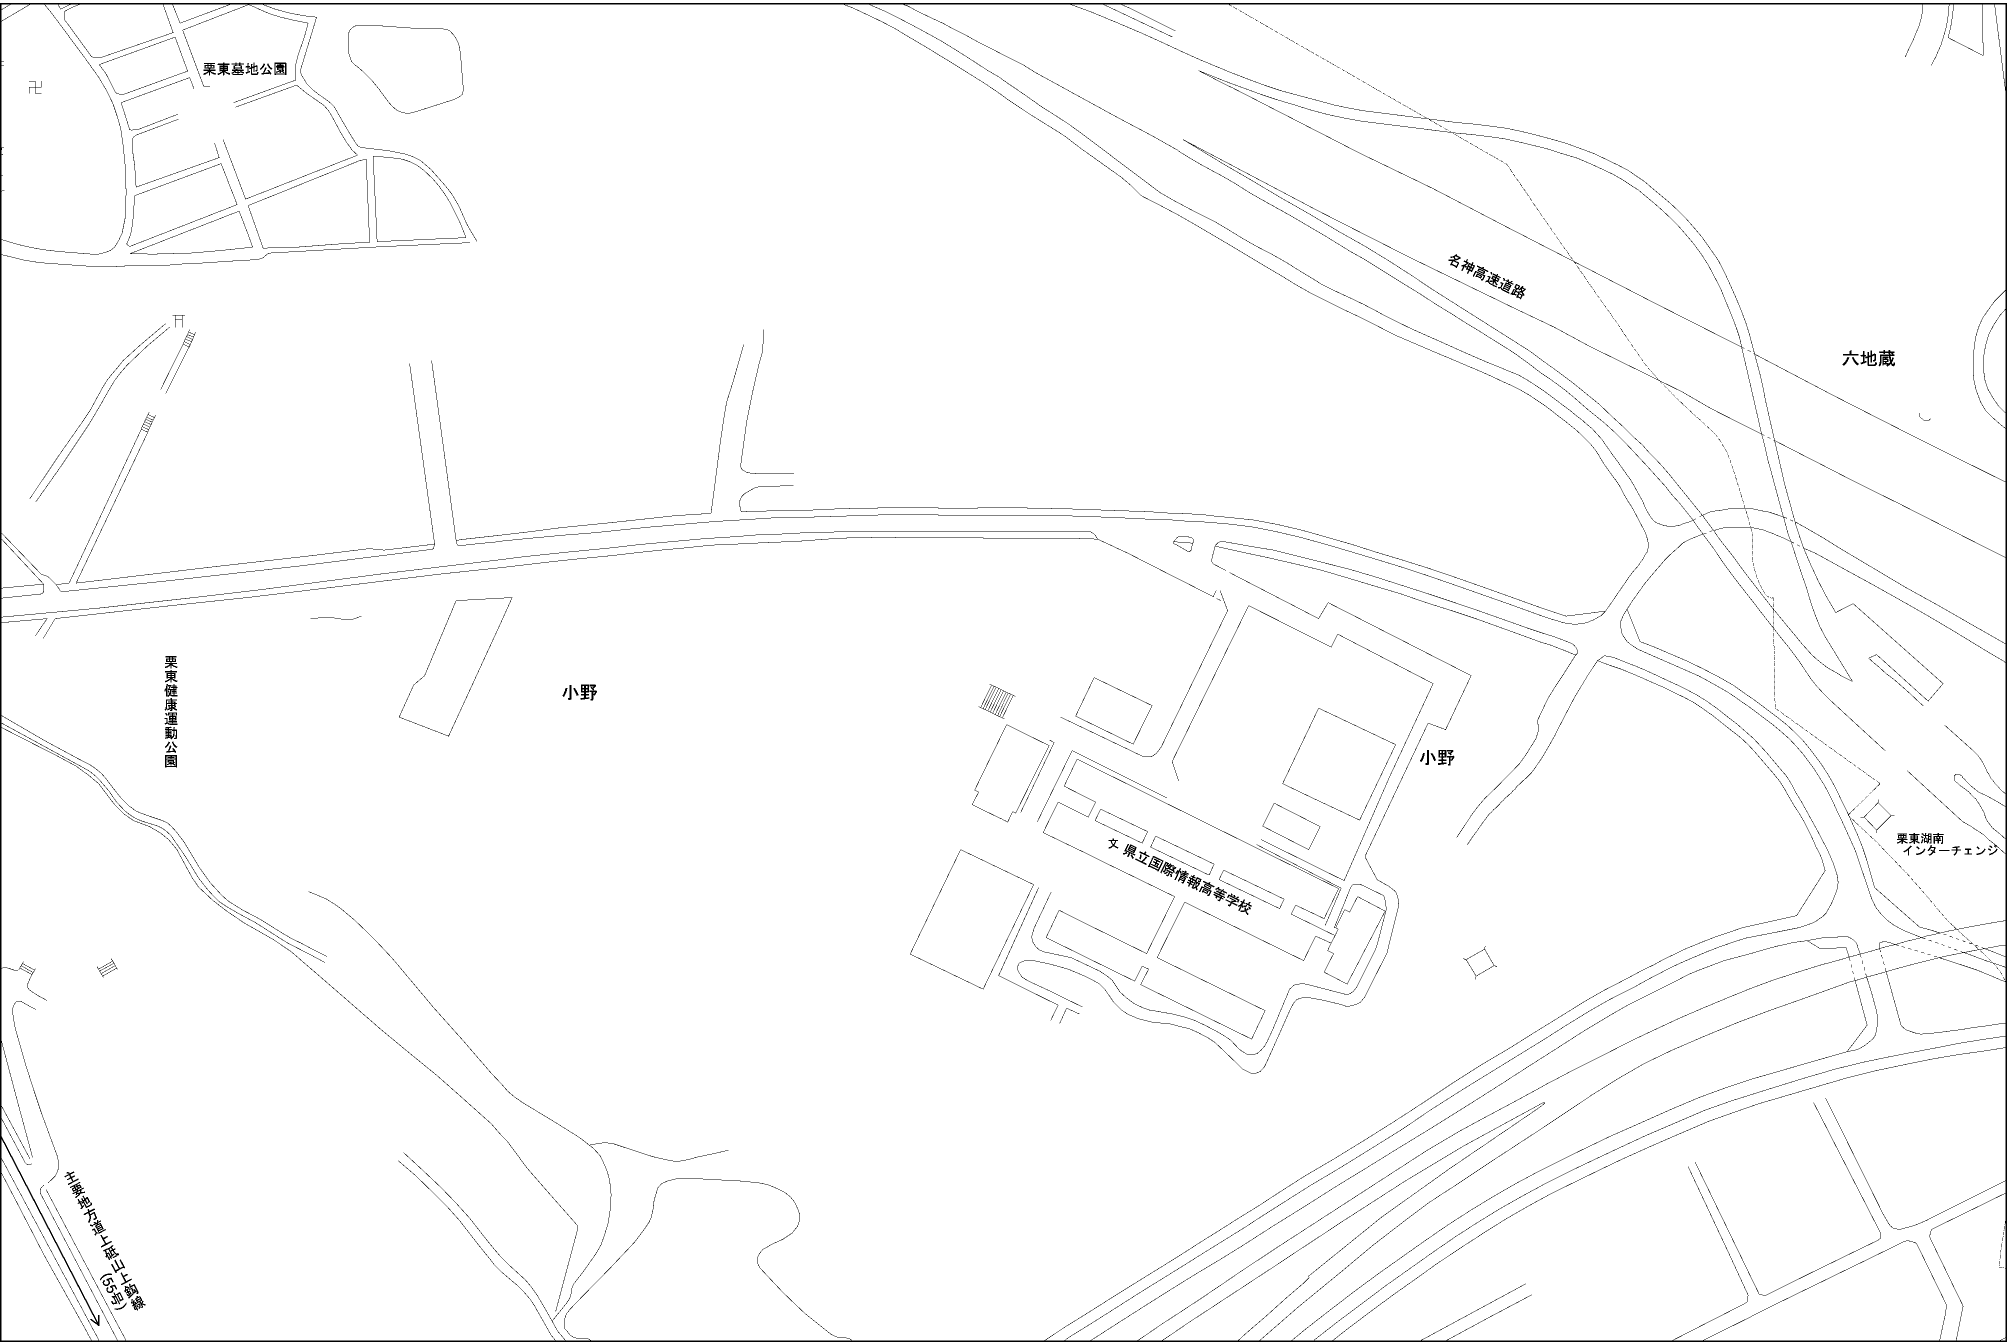 栗東墓地公園
名神高速道路
六地蔵
栗東健康運動公園
小野
小野
栗東湖南
インターチェンジ
文 県立国際情報高等学校
主要地方道上砥山上鈎線
(55号)